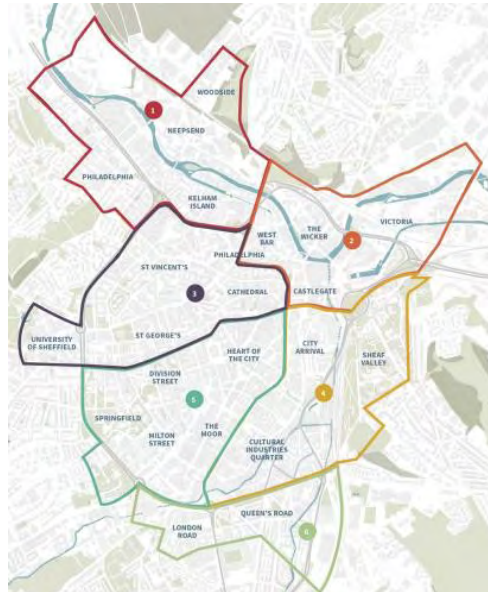 WOODSIDE
1
NEEPSEND
PHILADELPHIA
KELHAM
ISLAND
VICTORIA
THE
WICKER
WEST
BAR
2
PHILADELPHIA
ST VINCENT'S
CATHEDRAL
CASTLEGATE
3
ST GEORGE'S
UNIVERSITY
OF SHEFFIELD
HEART OF
THE CITY
CITY
ARRIVAL
SHEAF
VALLEY
DIVISION
STREET
4
5
SPRINGFIELD
THE
MOOR
MILTON
STREET
CULTURAL
INDUSTRIES
QUARTER
QUEEN'S ROAD
LONDON
ROAD
6